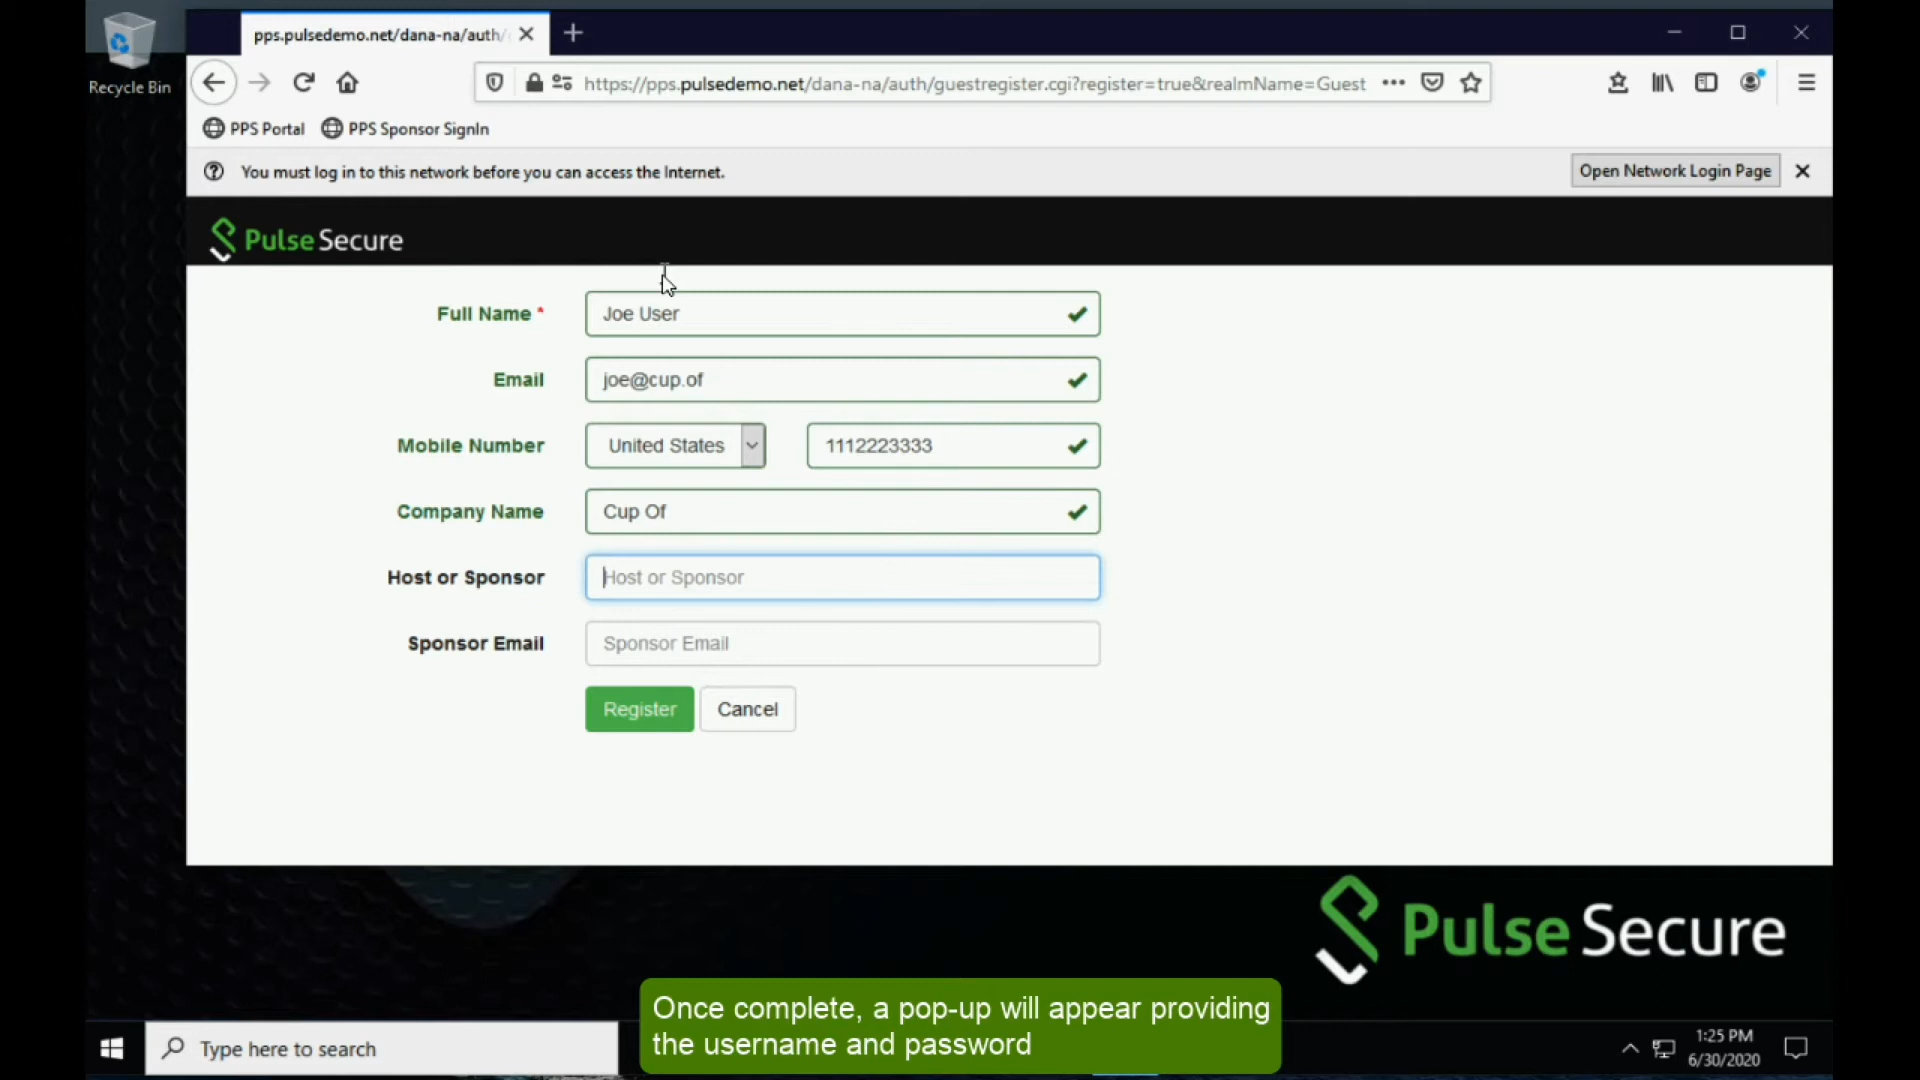 Recycle Bin
pps.pulsedemo.net/dana-na/auth/
https://pps.pulsedemo.net/dana-na/auth/guestregister.cgi?register=true&realmName=Guest
PPS Portal PPS Sponsor SignIn
You must log in to this network before you can access the Internet.
Open Network Login Page
Pulse Secure
Full Name * Joe User
Email joe@cup.of
Mobile Number United States 1112223333
Company Name Cup Of
Host or Sponsor Host or Sponsor
Sponsor Email Sponsor Email
Register Cancel
Pulse Secure
Once complete, a pop-up will appear providing
the username and password
Type here to search
1:25 PM
6/30/2020